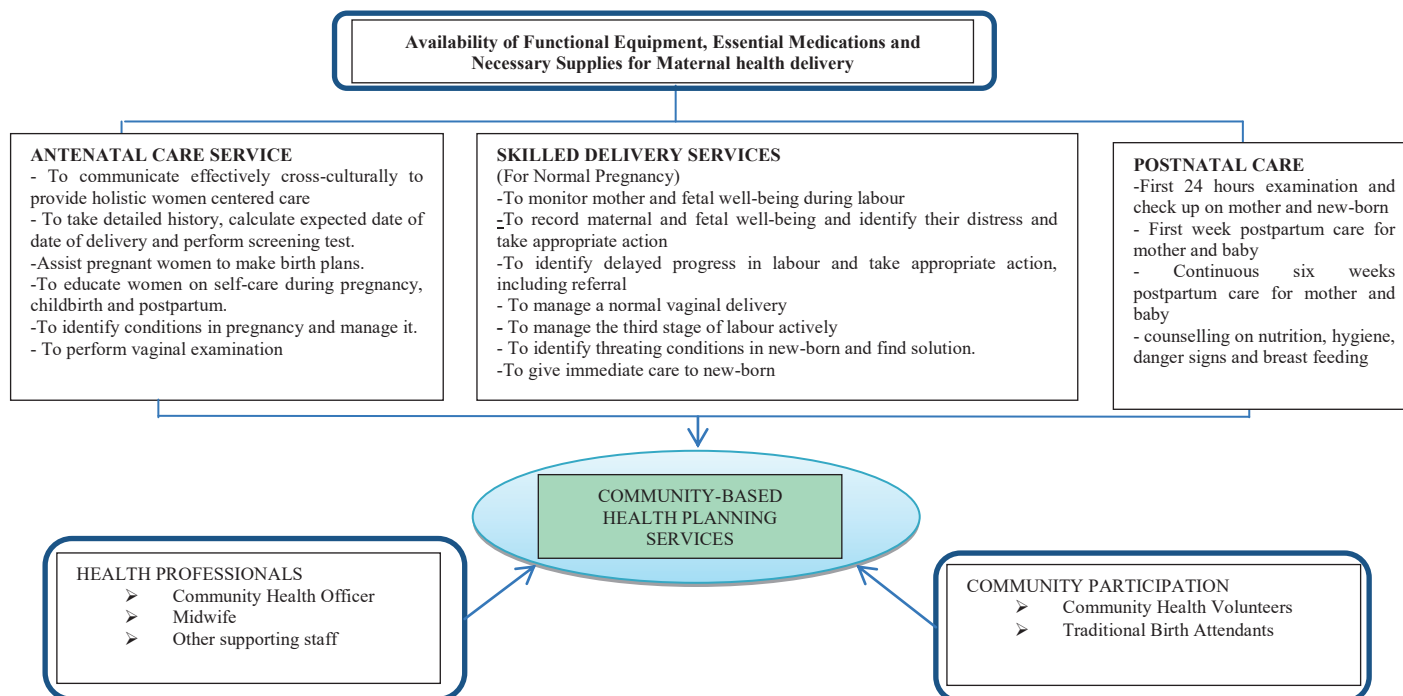 Availability of Functional Equipment, Essential Medications and
Necessary Supplies for Maternal health delivery
ANTENATAL CARE SERVICE
- To communicate effectively cross-culturally to
provide holistic women centered care
- To take detailed history, calculate expected date of
date of delivery and perform screening test.
-Assist pregnant women to make birth plans.
-To educate women on self-care during pregnancy,
childbirth and postpartum.
-To identify conditions in pregnancy and manage it.
- To perform vaginal examination
SKILLED DELIVERY SERVICES
(For Normal Pregnancy)
-To monitor mother and fetal well-being during labour
-To record maternal and fetal well-being and identify their distress and
take appropriate action
-To identify delayed progress in labour and take appropriate action,
including referral
- To manage a normal vaginal delivery
- To manage the third stage of labour actively
- To identify threating conditions in new-born and find solution.
-To give immediate care to new-born
POSTNATAL CARE
-First 24 hours examination and
check up on mother and new-born
- First week postpartum care for
mother and baby
- Continuous six weeks
postpartum care for mother and
baby
- counselling on nutrition, hygiene,
danger signs and breast feeding
COMMUNITY-BASED
HEALTH PLANNING
SERVICES
HEALTH PROFESSIONALS
➢ Community Health Officer
➢ Midwife
➢ Other supporting staff
COMMUNITY PARTICIPATION
➢ Community Health Volunteers
➢ Traditional Birth Attendants